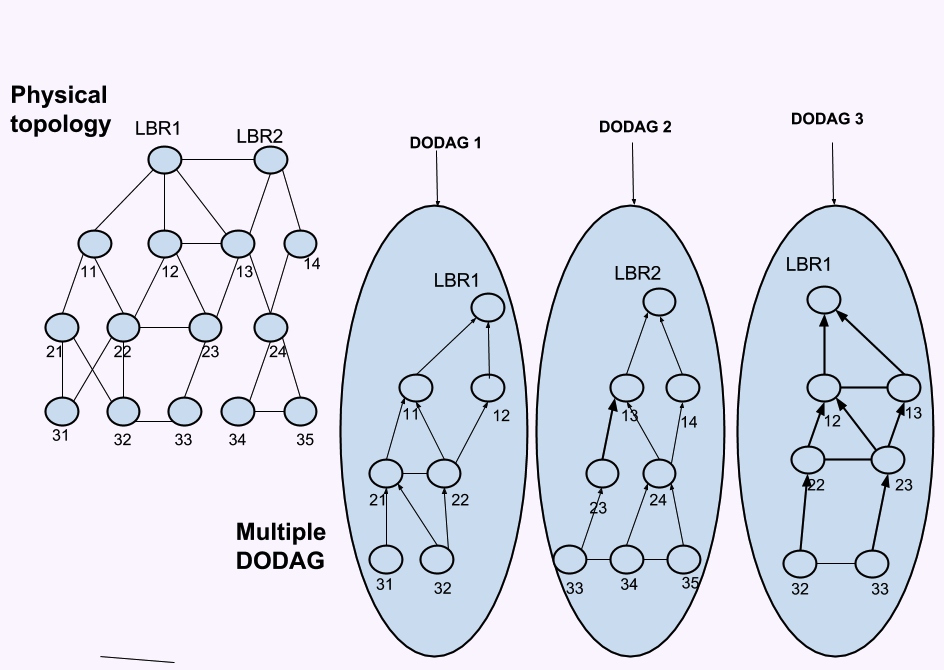 Physical
topology
LBR1
LBR2
11
12
13
14
21
22
23
24
31
32
33
34
35
Multiple
DODAG
DODAG 1
LBR1
11
12
21
22
31
32
DODAG 2
LBR2
13
14
23
24
33
34
35
DODAG 3
LBR1
12
13
22
23
32
33